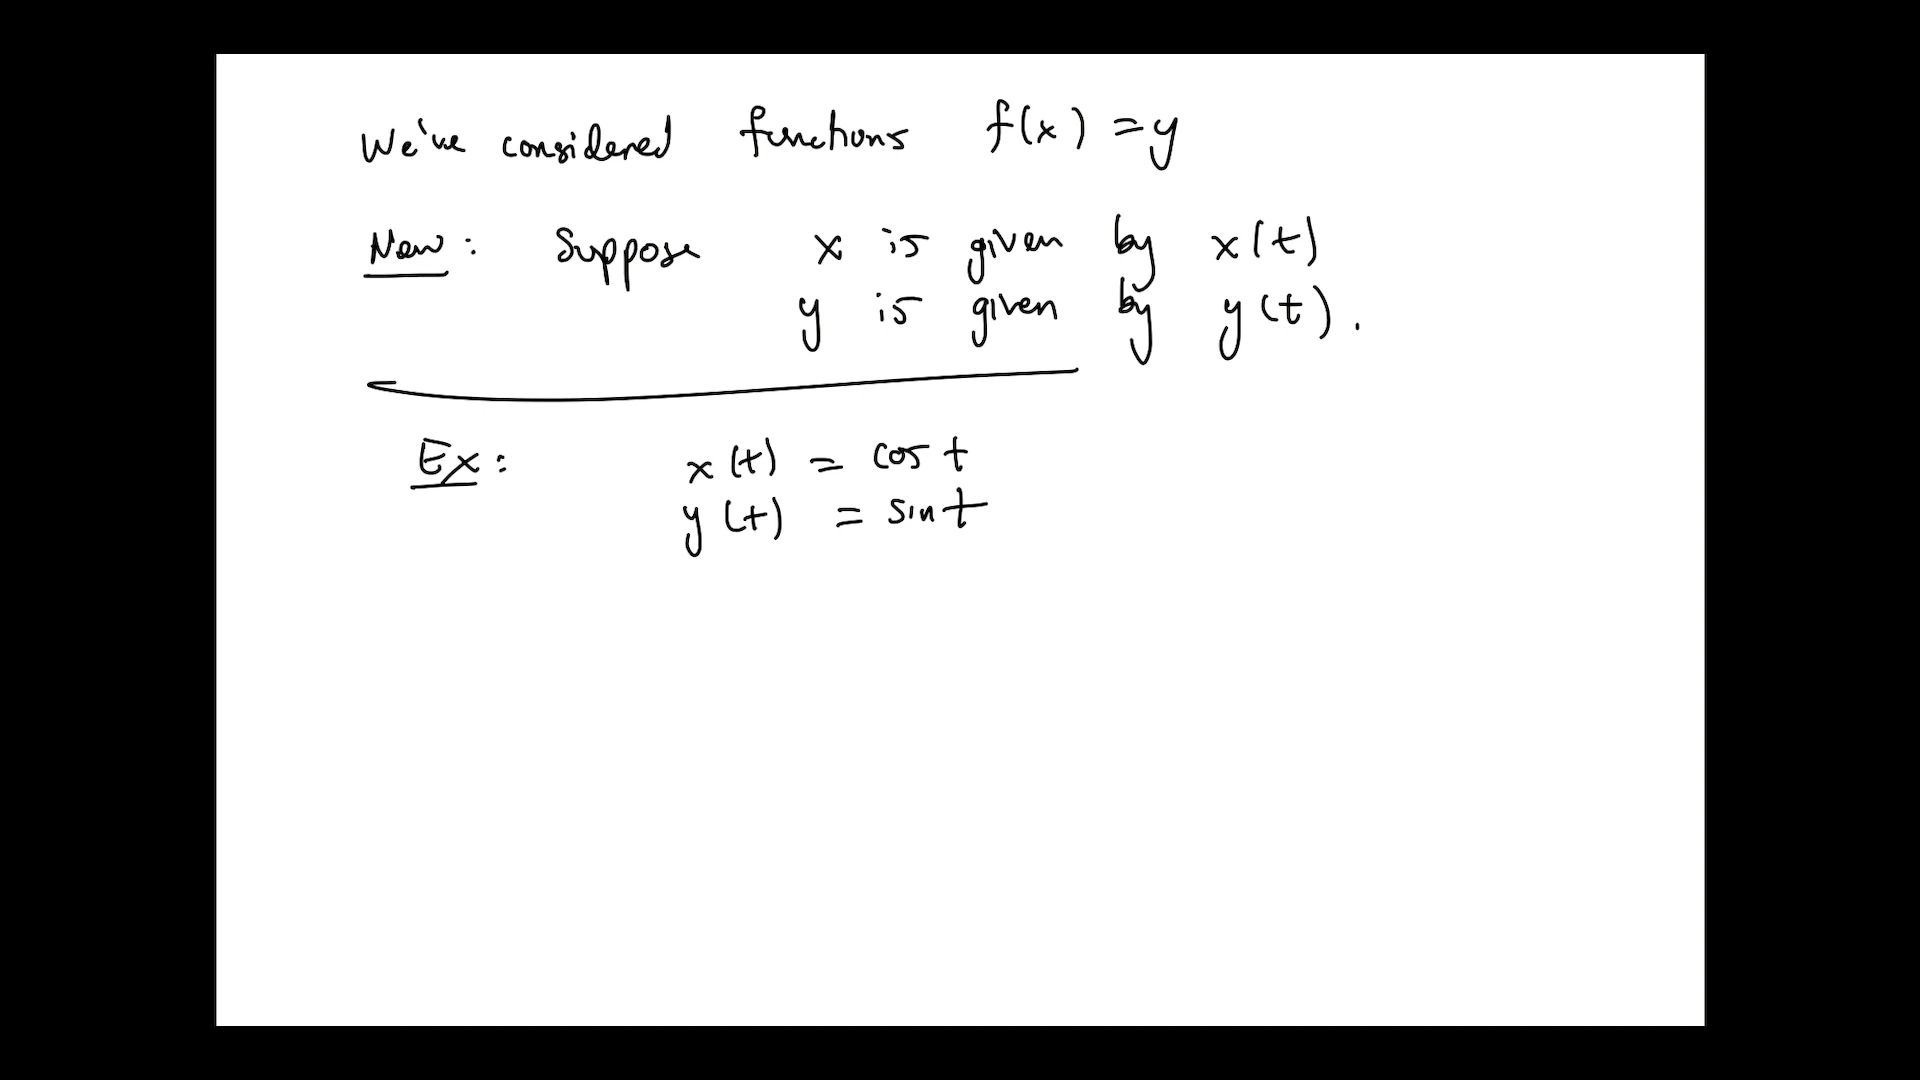 We've considered functions f(x) = y
New: Suppose x is given by x(t)
y is given by y(t).
Ex: x(t) = cos t
y(t) = sin t